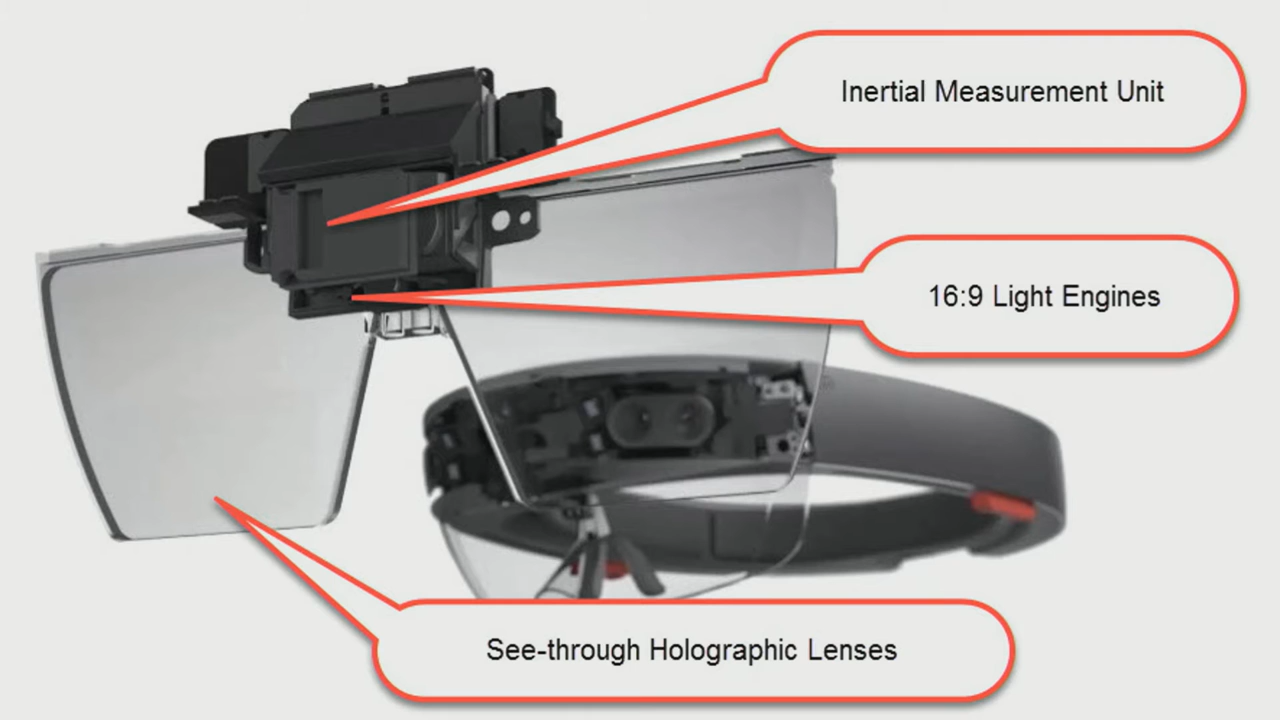 Inertial Measurement Unit
16:9 Light Engines
See-through Holographic Lenses